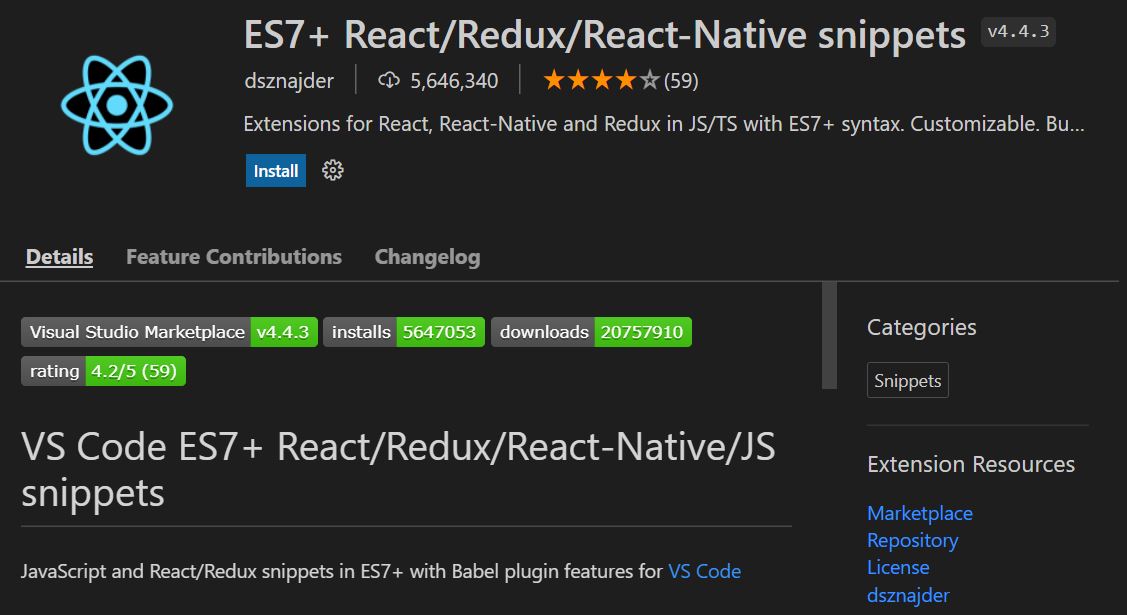 ES7+ React/Redux/React-Native snippets v4.4.3
dsznajder 5,646,340 (59)
Extensions for React, React-Native and Redux in JS/TS with ES7+ syntax. Customizable. Bu...
Install
Details Feature Contributions Changelog
Visual Studio Marketplace v4.4.3 installs 5647053 downloads 20757910
rating 4.2/5 (59)
VS Code ES7+ React/Redux/React-Native/JS
snippets
JavaScript and React/Redux snippets in ES7+ with Babel plugin features for VS Code
Categories
Snippets
Extension Resources
Marketplace
Repository
License
dsznajder